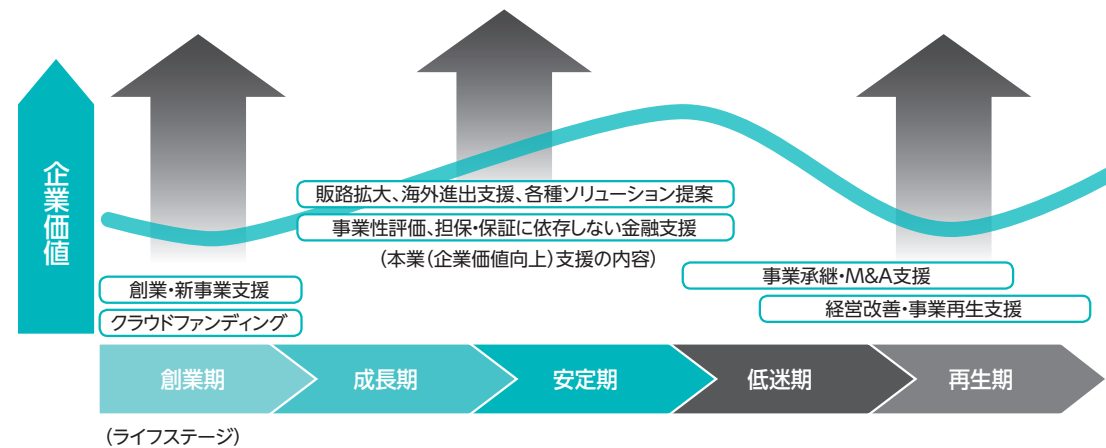 企業価値
販路拡大、海外進出支援、各種ソリューション提案
事業性評価、担保・保証に依存しない金融支援
(本業(企業価値向上)支援の内容)
創業・新事業支援
クラウドファンディング
事業承継・M&A支援
経営改善・事業再生支援
創業期
成長期
安定期
低迷期
再生期
(ライフステージ)